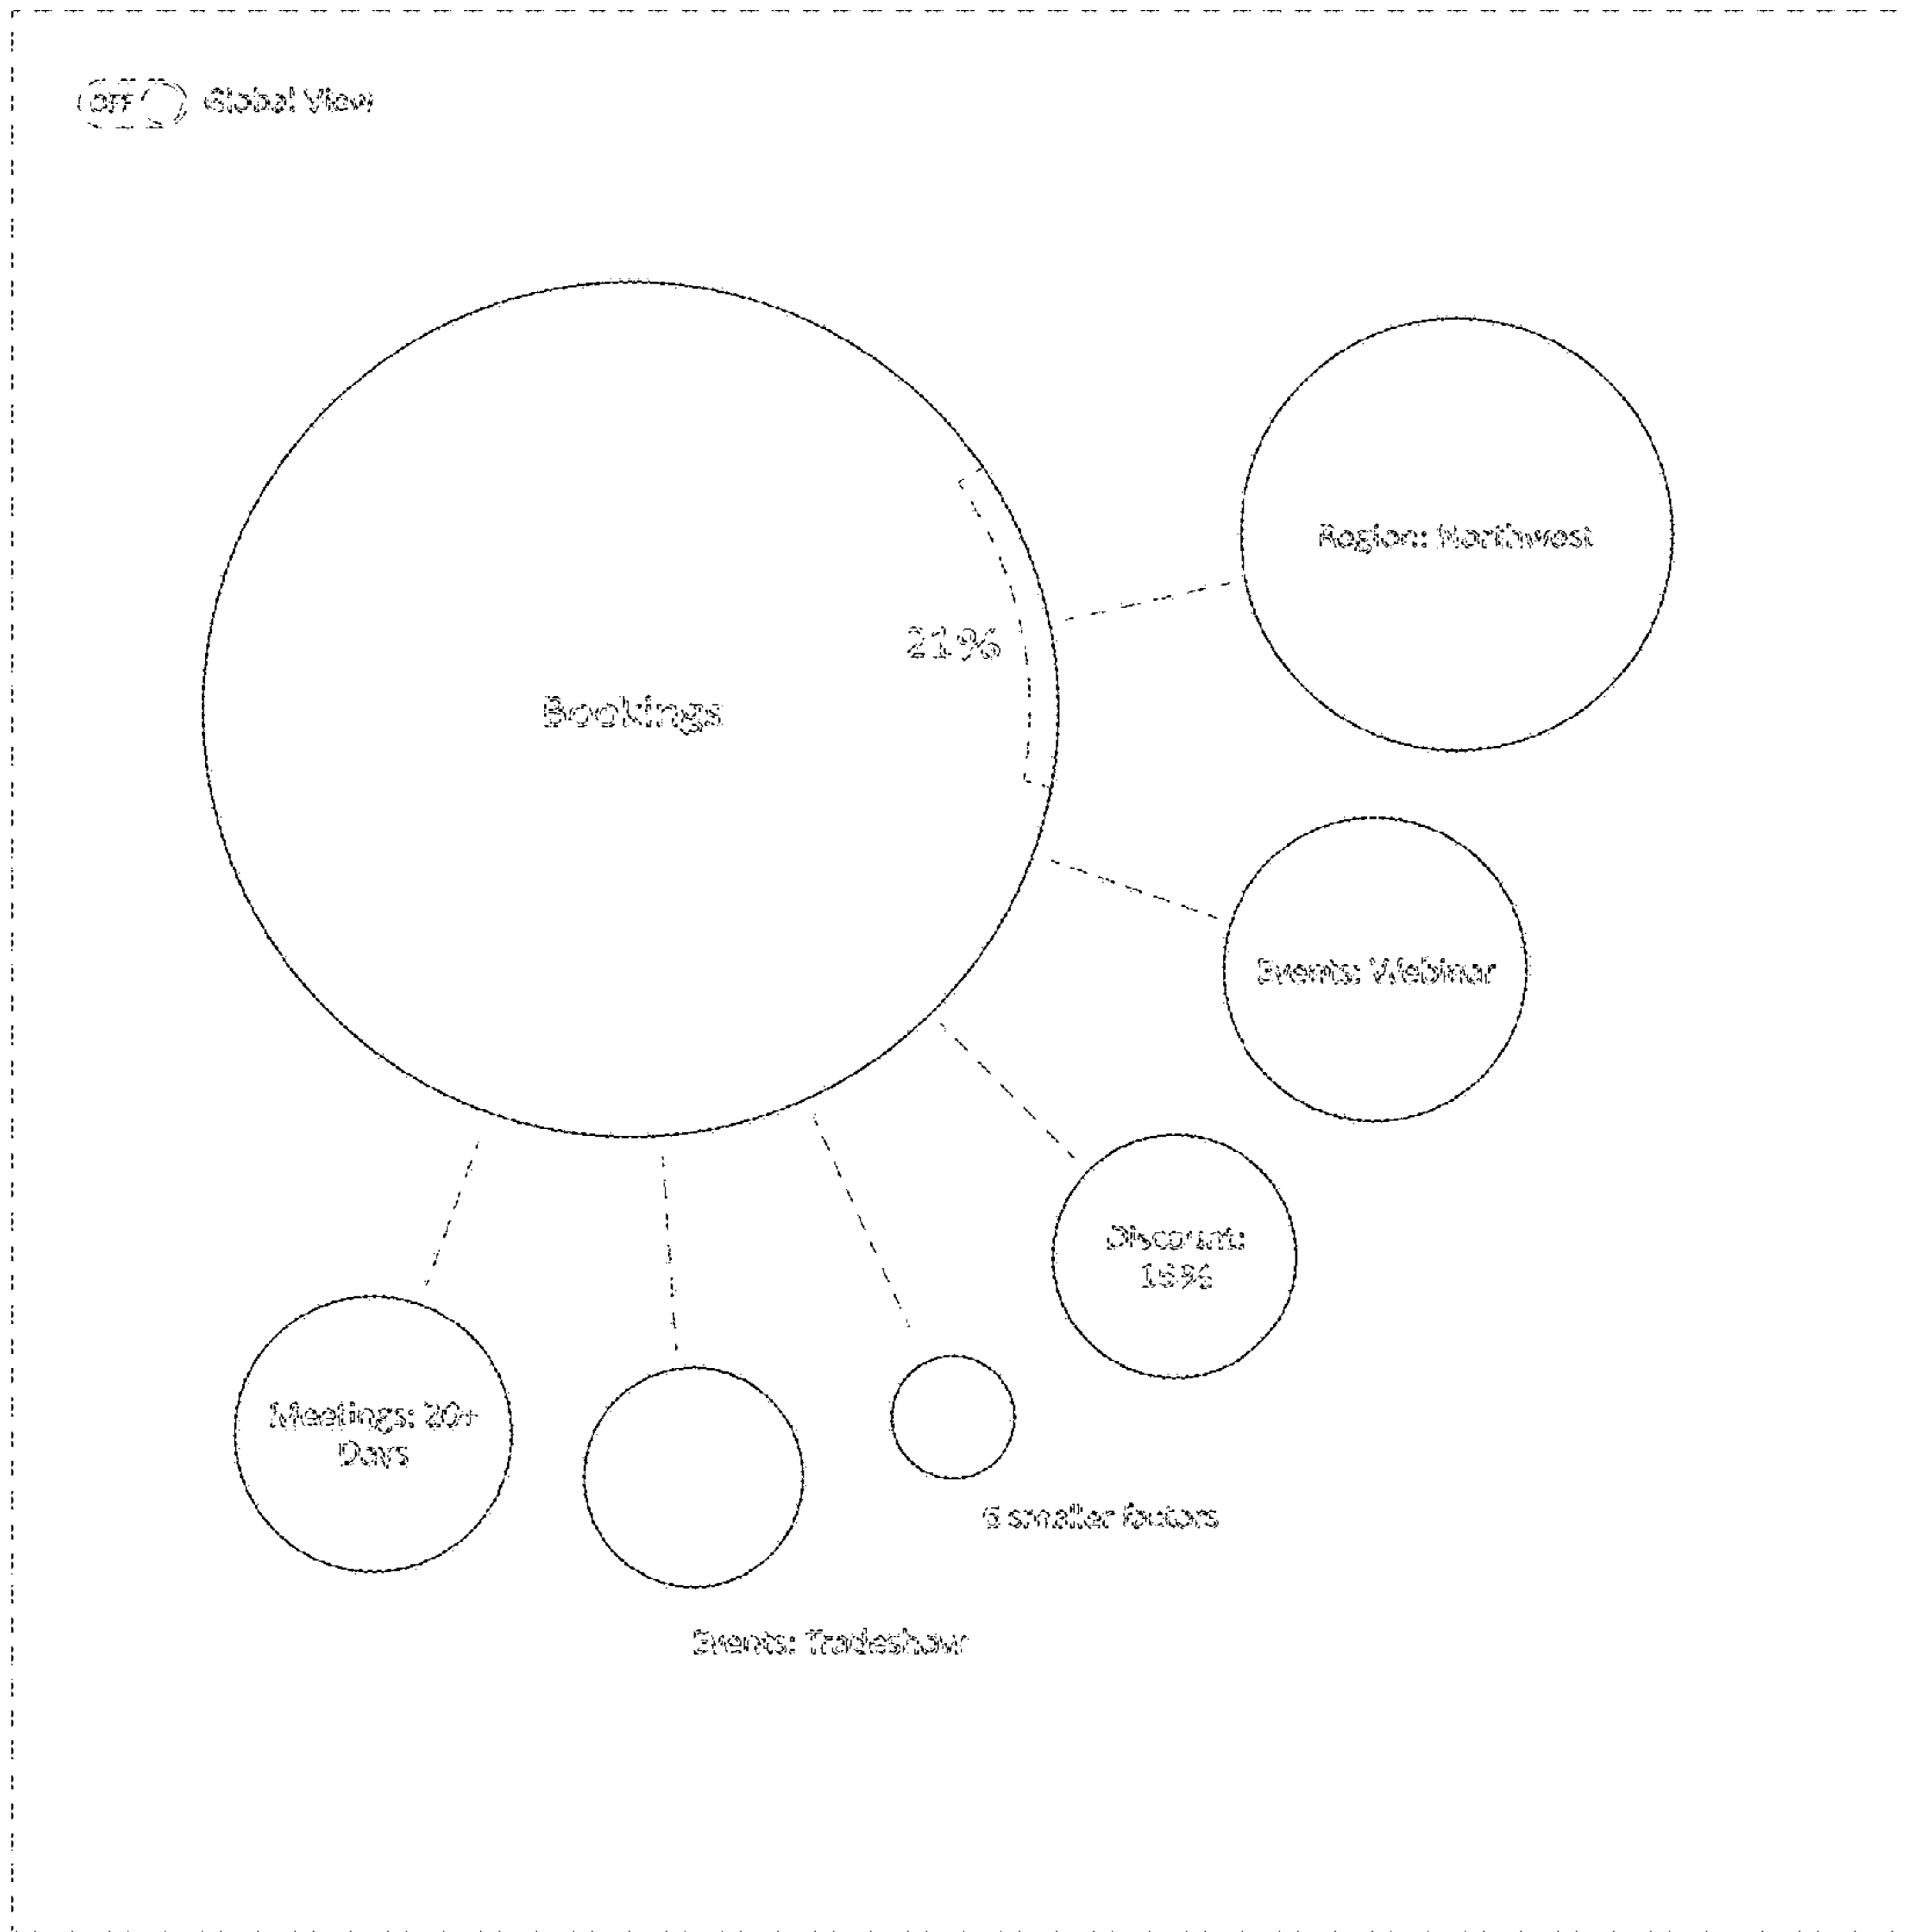 OFF Global View
Region: Northwest
21%
Bookings
Events: Webinar
Discount:
15%
Meetings: 20+
Days
6 smaller factors
Events: Tradeshow